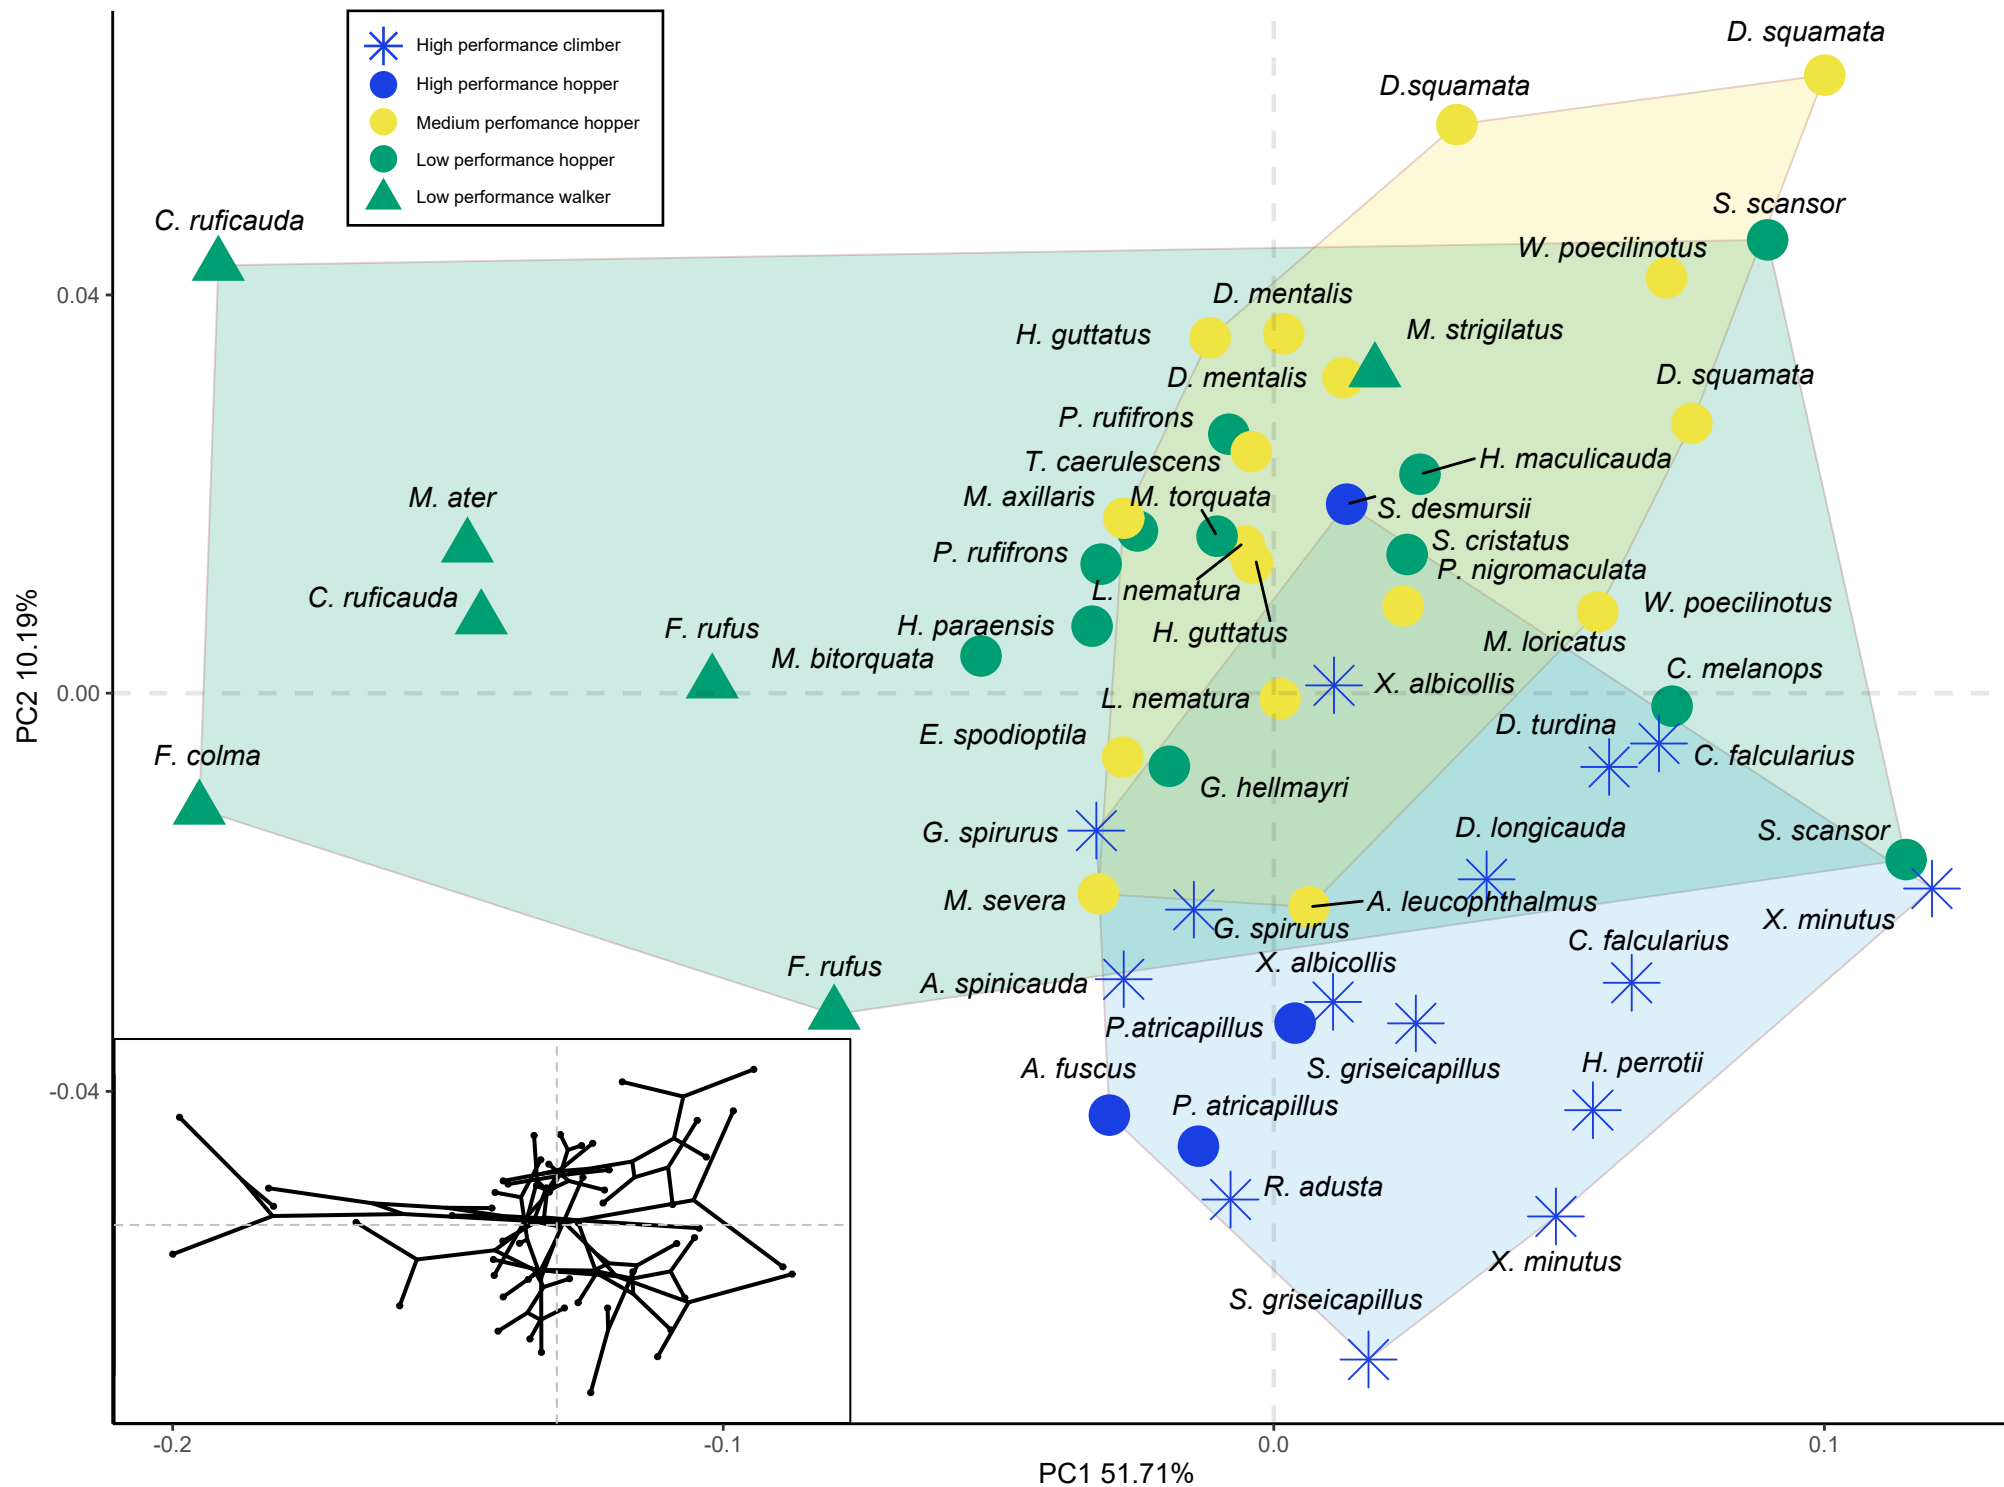 D. squamata
High performance climber
High performance hopper
Medium perfomance hopper
Low performance hopper
Low performance walker
D.squamata
S. scansor
C. ruficauda
W. poecilinotus
0.04
D. mentalis
H. guttatus
M. strigilatus
D. mentalis
D. squamata
P. rufifrons
T. caerulescens
H. maculicauda
M. ater
M. axillaris
M. torquata
S. desmursii
P. rufifrons
S. cristatus
P. nigromaculata
C. ruficauda
L. nematura
W. poecilinotus
F. rufus
H. paraensis
H. guttatus
M. loricatus
M. bitorquata
C. melanops
PC2 10.19%
0.00
L. nematura
X. albicollis
E. spodioptila
D. turdina
F. colma
C. falcularius
G. hellmayri
G. spirurus
D. longicauda
S. scansor
M. severa
A. leucophthalmus
G. spirurus
X. minutus
C. falcularius
F. rufus
X. albicollis
A. spinicauda
P.atricapillus
A. fuscus
S. griseicapillus
H. perrotii
-0.04
P. atricapillus
R. adusta
X. minutus
S. griseicapillus
-0.2
-0.1
0.0
0.1
PC1 51.71%